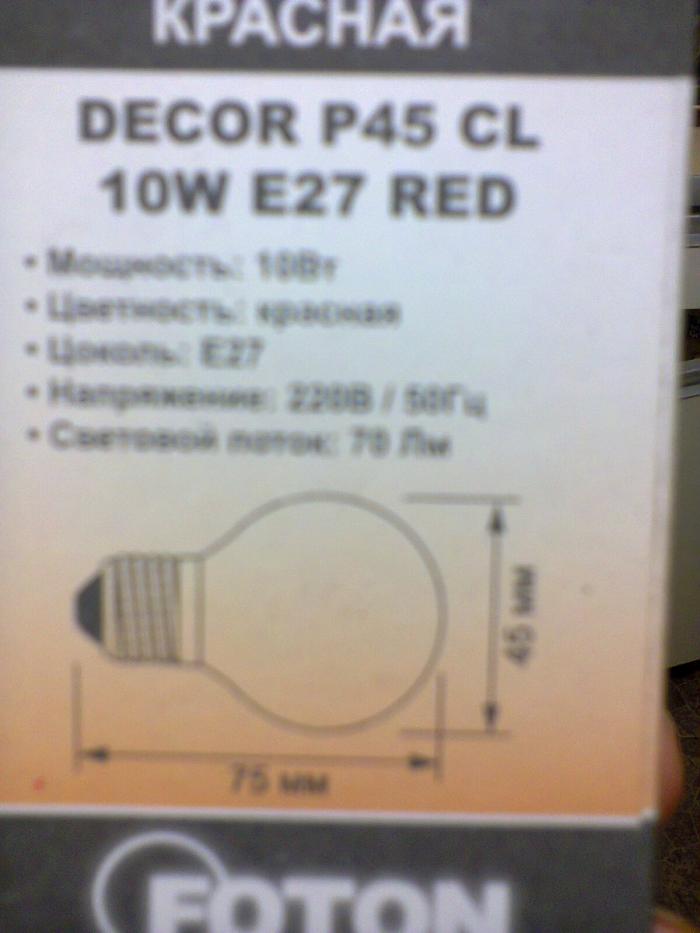 КРАСНАЯ
DECOR P45 CL
10W E27 RED
• Мощность: 10Вт
• Цветность: красная
• Цоколь: E27
• Напряжение: 220В / 50Гц
• Световой поток: 70 Лм
45 мм
75 мм
FOTON